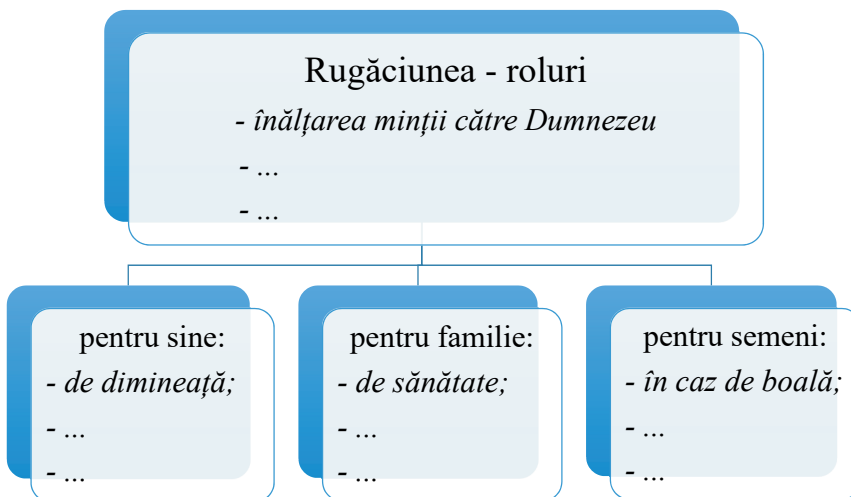 Rugăciunea - roluri
- înălțarea minții către Dumnezeu
- ...
- ...
pentru sine:
- de dimineață;
- ...
- ...
pentru familie:
- de sănătate;
- ...
- ...
pentru semeni:
- în caz de boală;
- ...
- ...